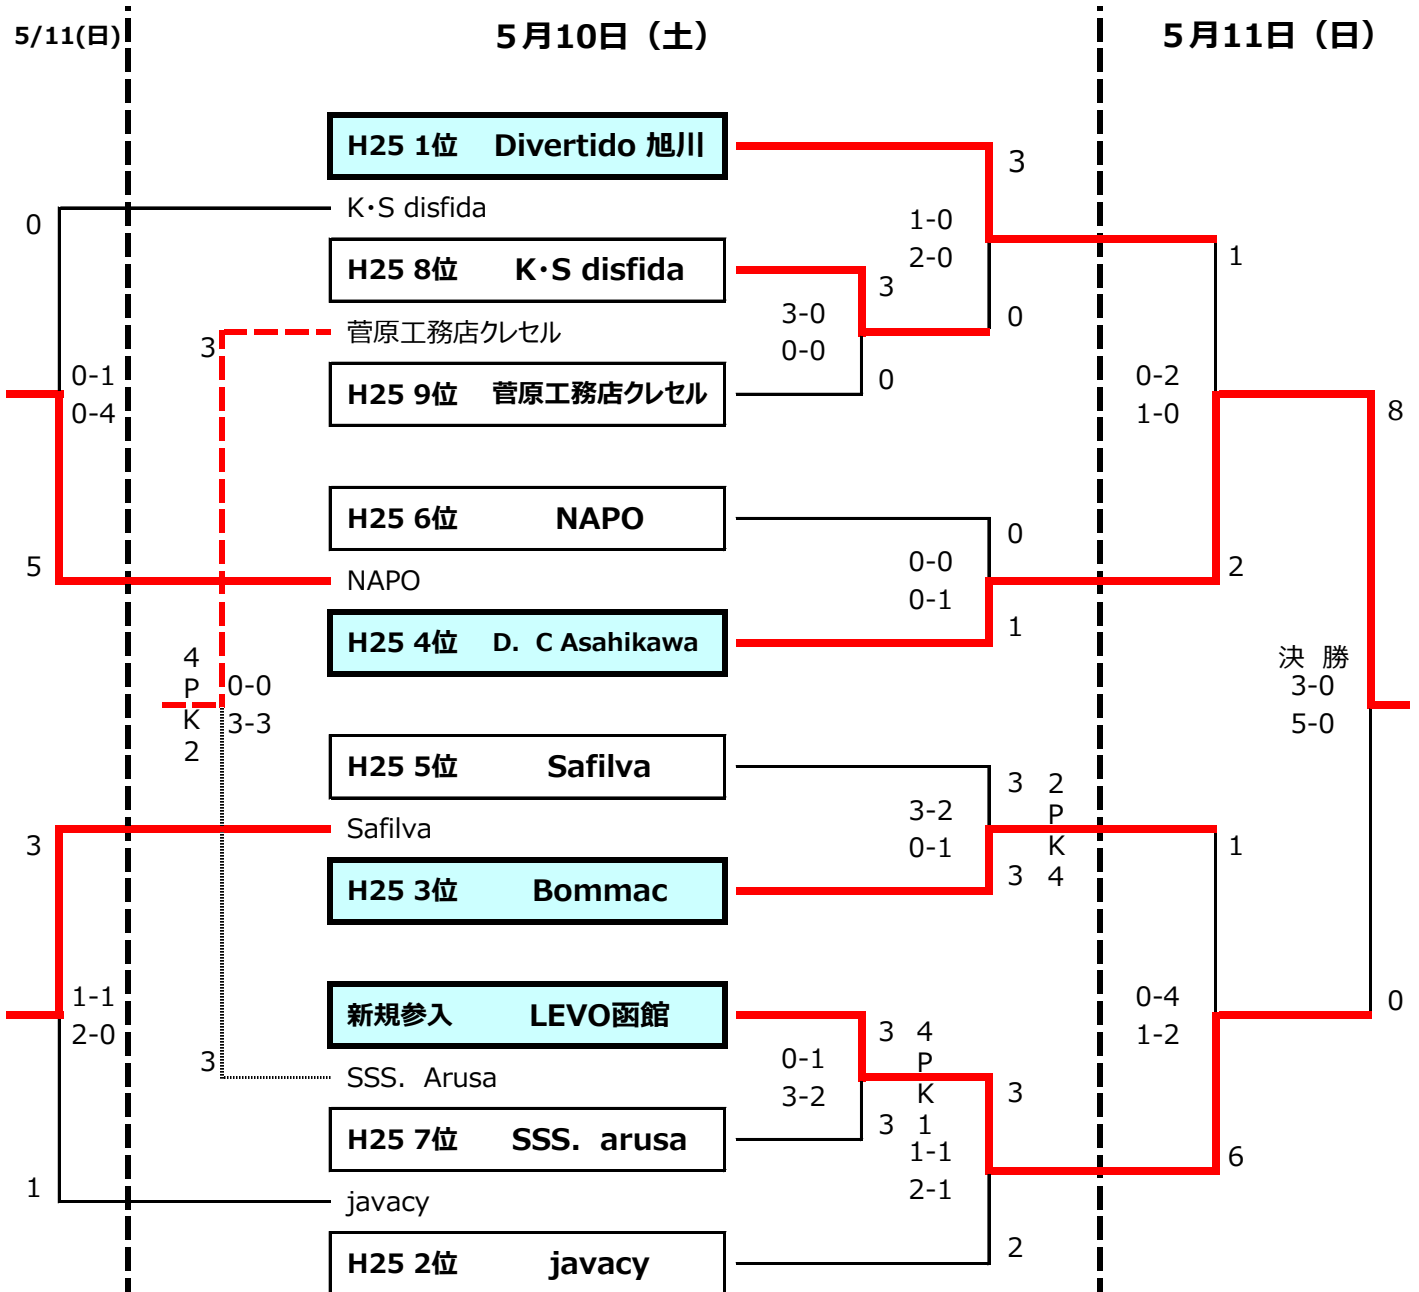 5/11(日)
５月10日（土）
５月11日（日）
H25 1位 Divertido 旭川
3
K・S disfida
0
1-0
2-0
H25 8位 K・S disfida
1
3
3-0
0-0
0
菅原工務店クレセル
3
0-1
0-4
H25 9位 菅原工務店クレセル
0
0-2
1-0
8
H25 6位 NAPO
0
0-0
0-1
5
NAPO
2
H25 4位 D．C Asahikawa
1
4PK2
0-0
3-3
決 勝
3-0
5-0
H25 5位 Safilva
3
2PK4
3-2
0-1
3
Safilva
1
H25 3位 Bommac
3
1-1
2-0
新規参入 LEVO函館
0-4
1-2
0
3
4PK1
0-1
3-2
3
SSS．Arusa
3
3
H25 7位 SSS．arusa
1-1
2-1
6
1
javacy
2
H25 2位 javacy